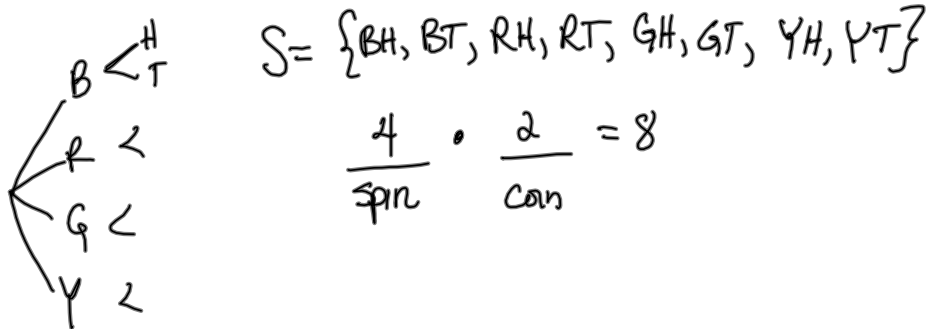 H
B < T
R <
G <
Y <
S = {BH, BT, RH, RT, GH, GT, YH, YT}
4 · 2 = 8
spin coin